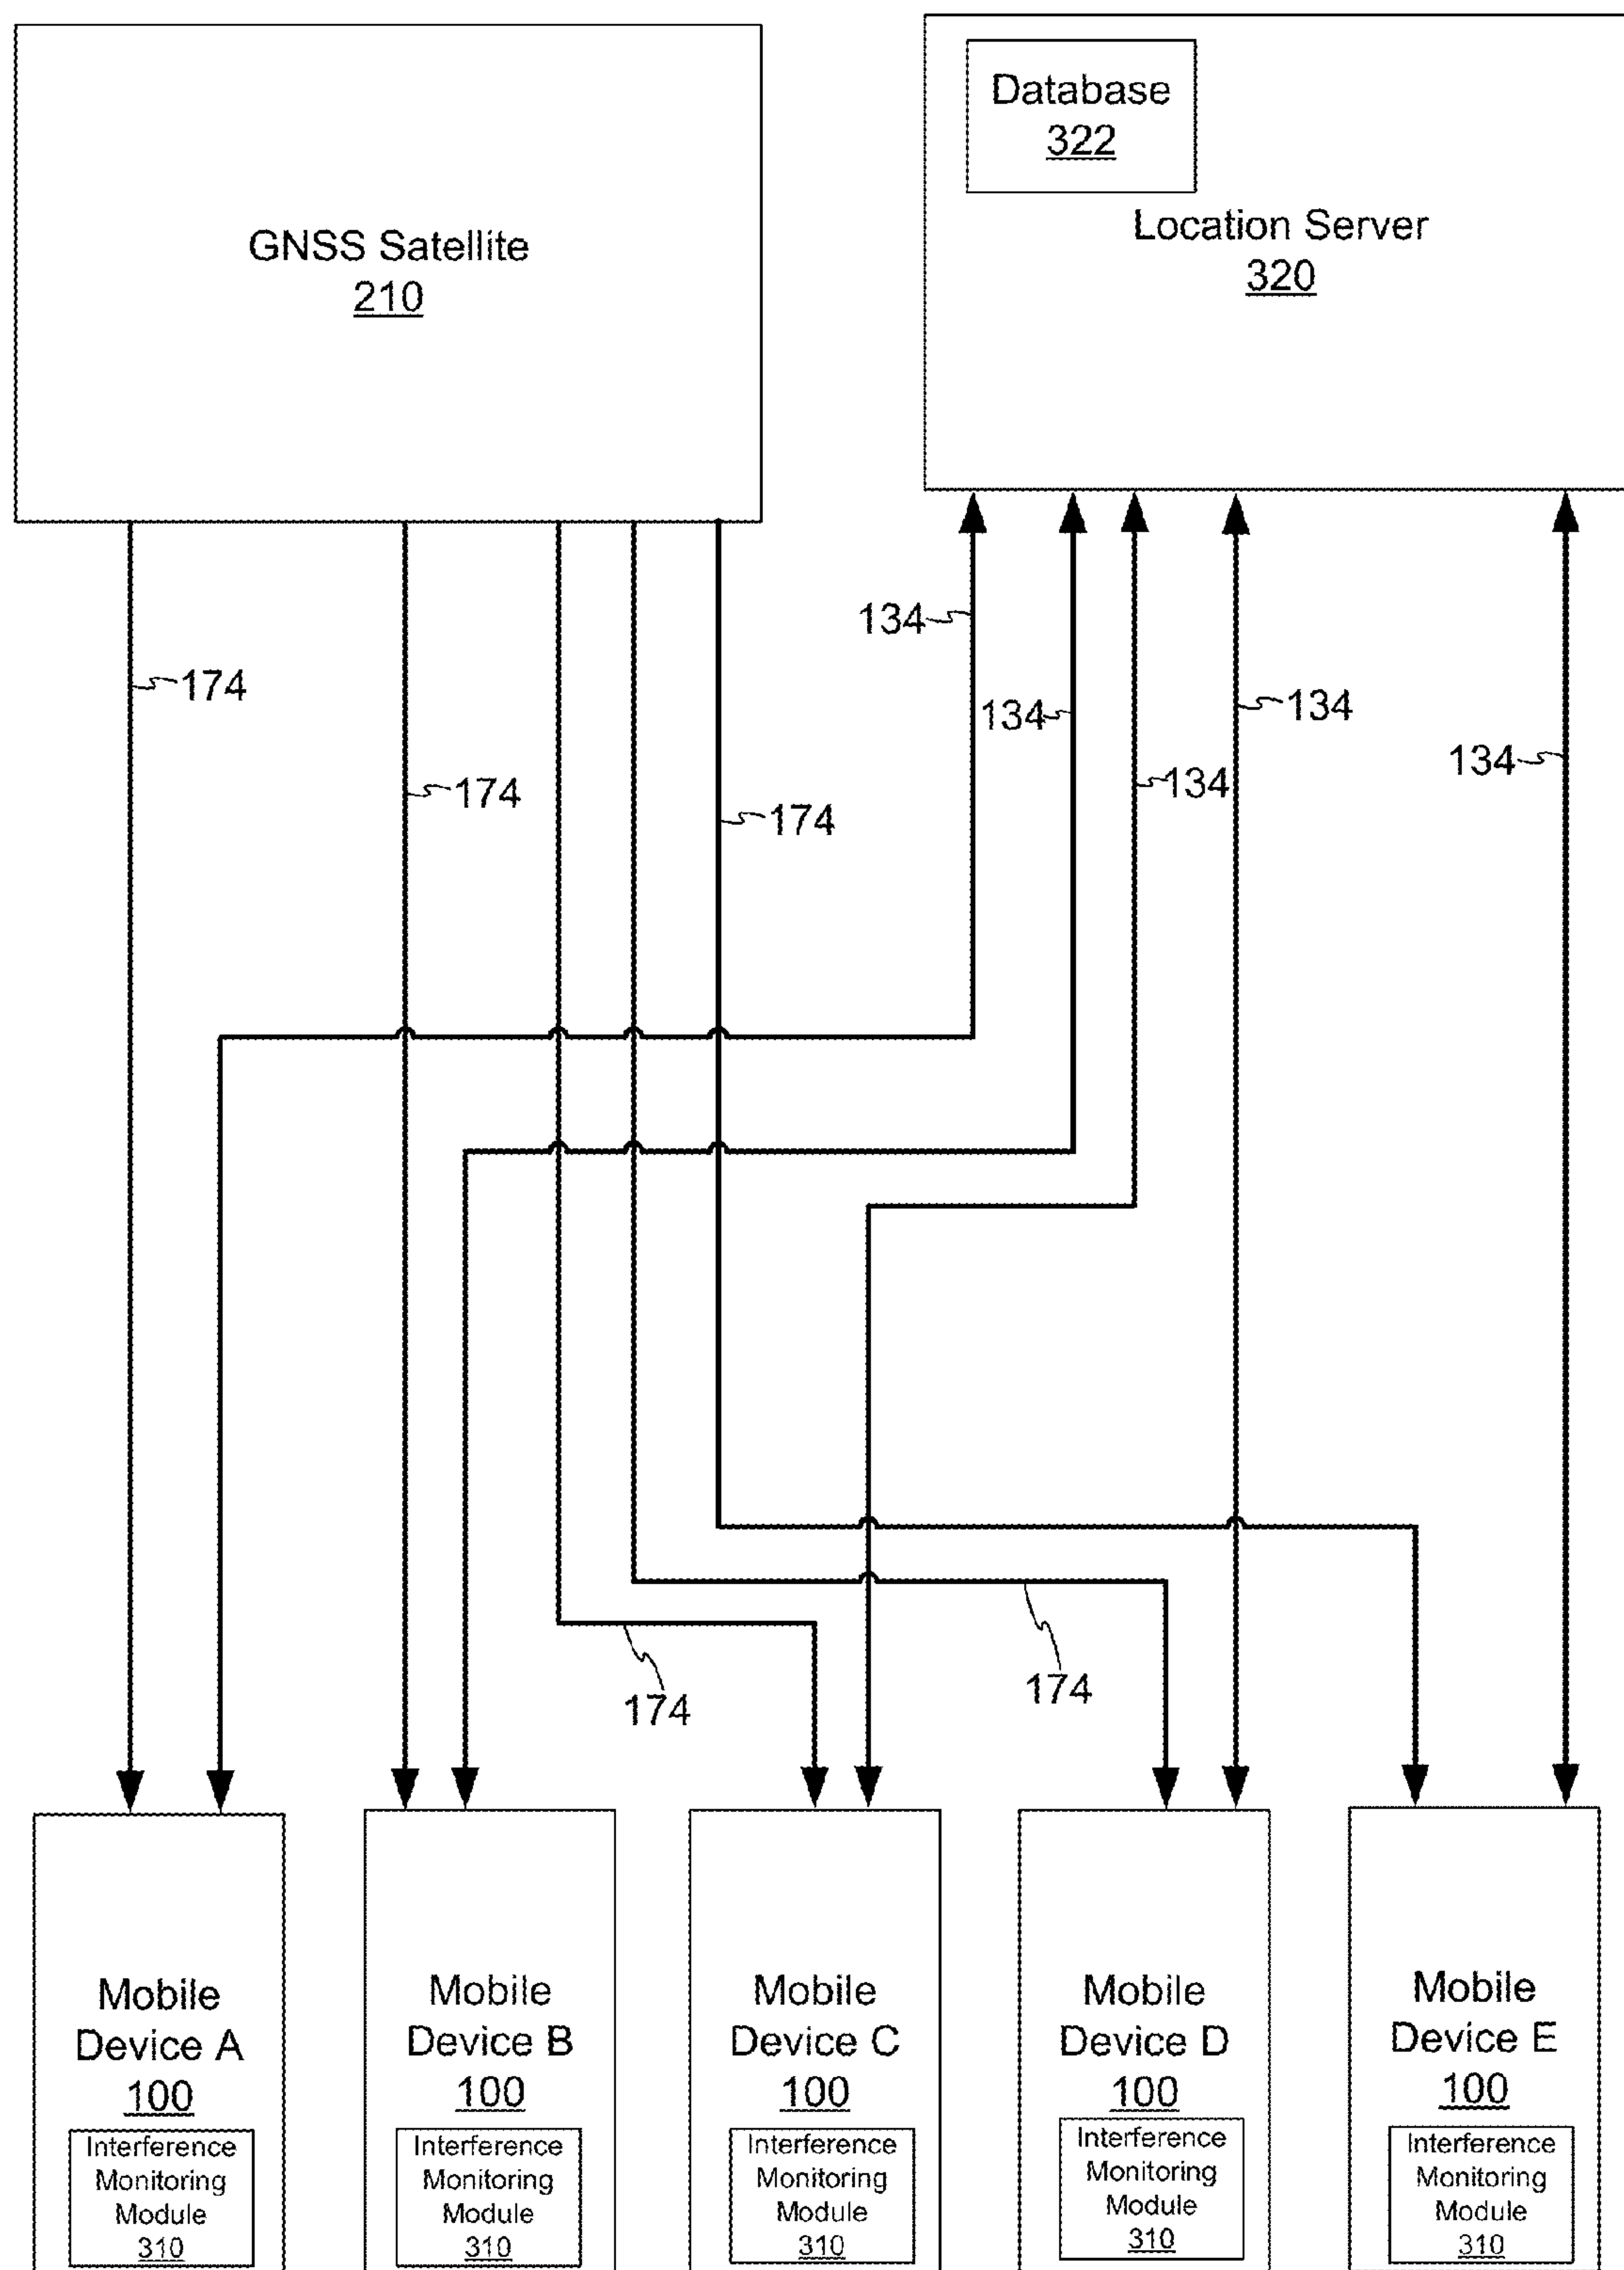 Database
322
GNSS Satellite
210
Location Server
320
134
174
134
134
134
174
134
174
174
174
Mobile
Device A
100
Interference
Monitoring
Module
310
Mobile
Device B
100
Interference
Monitoring
Module
310
Mobile
Device C
100
Interference
Monitoring
Module
310
Mobile
Device D
100
Interference
Monitoring
Module
310
Mobile
Device E
100
Interference
Monitoring
Module
310